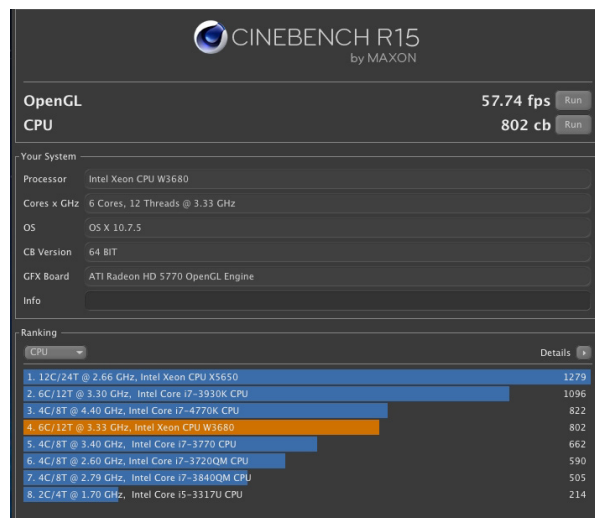 CINEBENCH R15
by MAXON
OpenGL 57.74 fps Run
CPU 802 cb Run
Your System
Processor Intel Xeon CPU W3680
Cores x GHz 6 Cores, 12 Threads @ 3.33 GHz
OS OS X 10.7.5
CB Version 64 BIT
GFX Board ATI Radeon HD 5770 OpenGL Engine
Info
Ranking
CPU Details
1. 12C/24T @ 2.66 GHz, Intel Xeon CPU X5650 1279
2. 6C/12T @ 3.30 GHz, Intel Core i7-3930K CPU 1096
3. 4C/8T @ 4.40 GHz, Intel Core i7-4770K CPU 822
4. 6C/12T @ 3.33 GHz, Intel Xeon CPU W3680 802
5. 4C/8T @ 3.40 GHz, Intel Core i7-3770 CPU 662
6. 4C/8T @ 2.60 GHz, Intel Core i7-3720QM CPU 590
7. 4C/8T @ 2.79 GHz, Intel Core i7-3840QM CPU 505
8. 2C/4T @ 1.70 GHz, Intel Core i5-3317U CPU 214